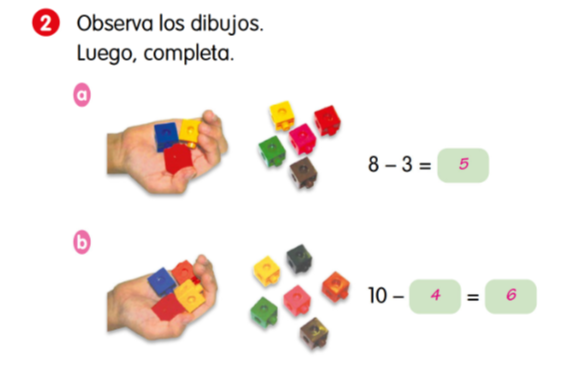 2 Observa los dibujos.
Luego, completa.
a
8 – 3 = 5
b
10 – 4 = 6